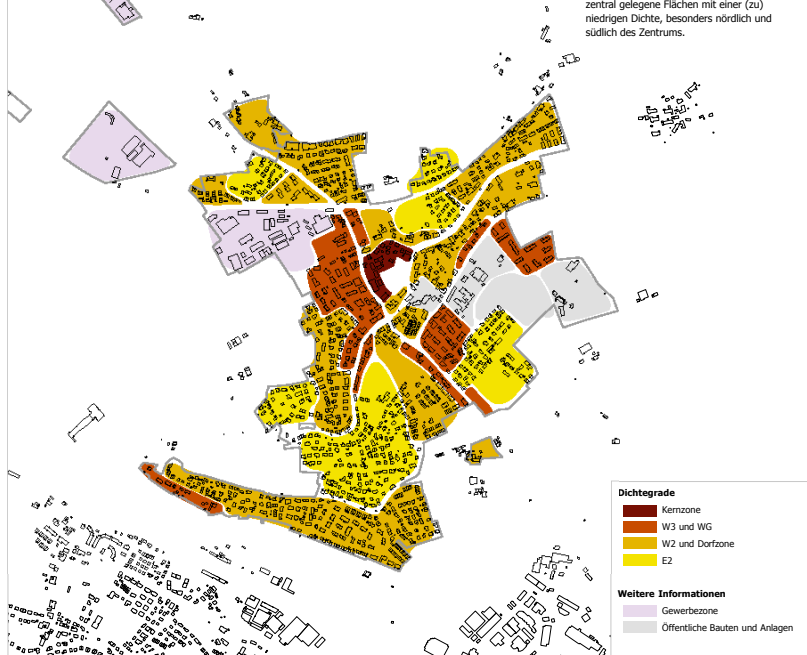 zentral gelegene Flächen mit einer (zu)
niedrigen Dichte, besonders nördlich und
südlich des Zentrums.
Dichtegrade
Kernzone
W3 und WG
W2 und Dorfzone
E2
Weitere Informationen
Gewerbezone
Öffentliche Bauten und Anlagen